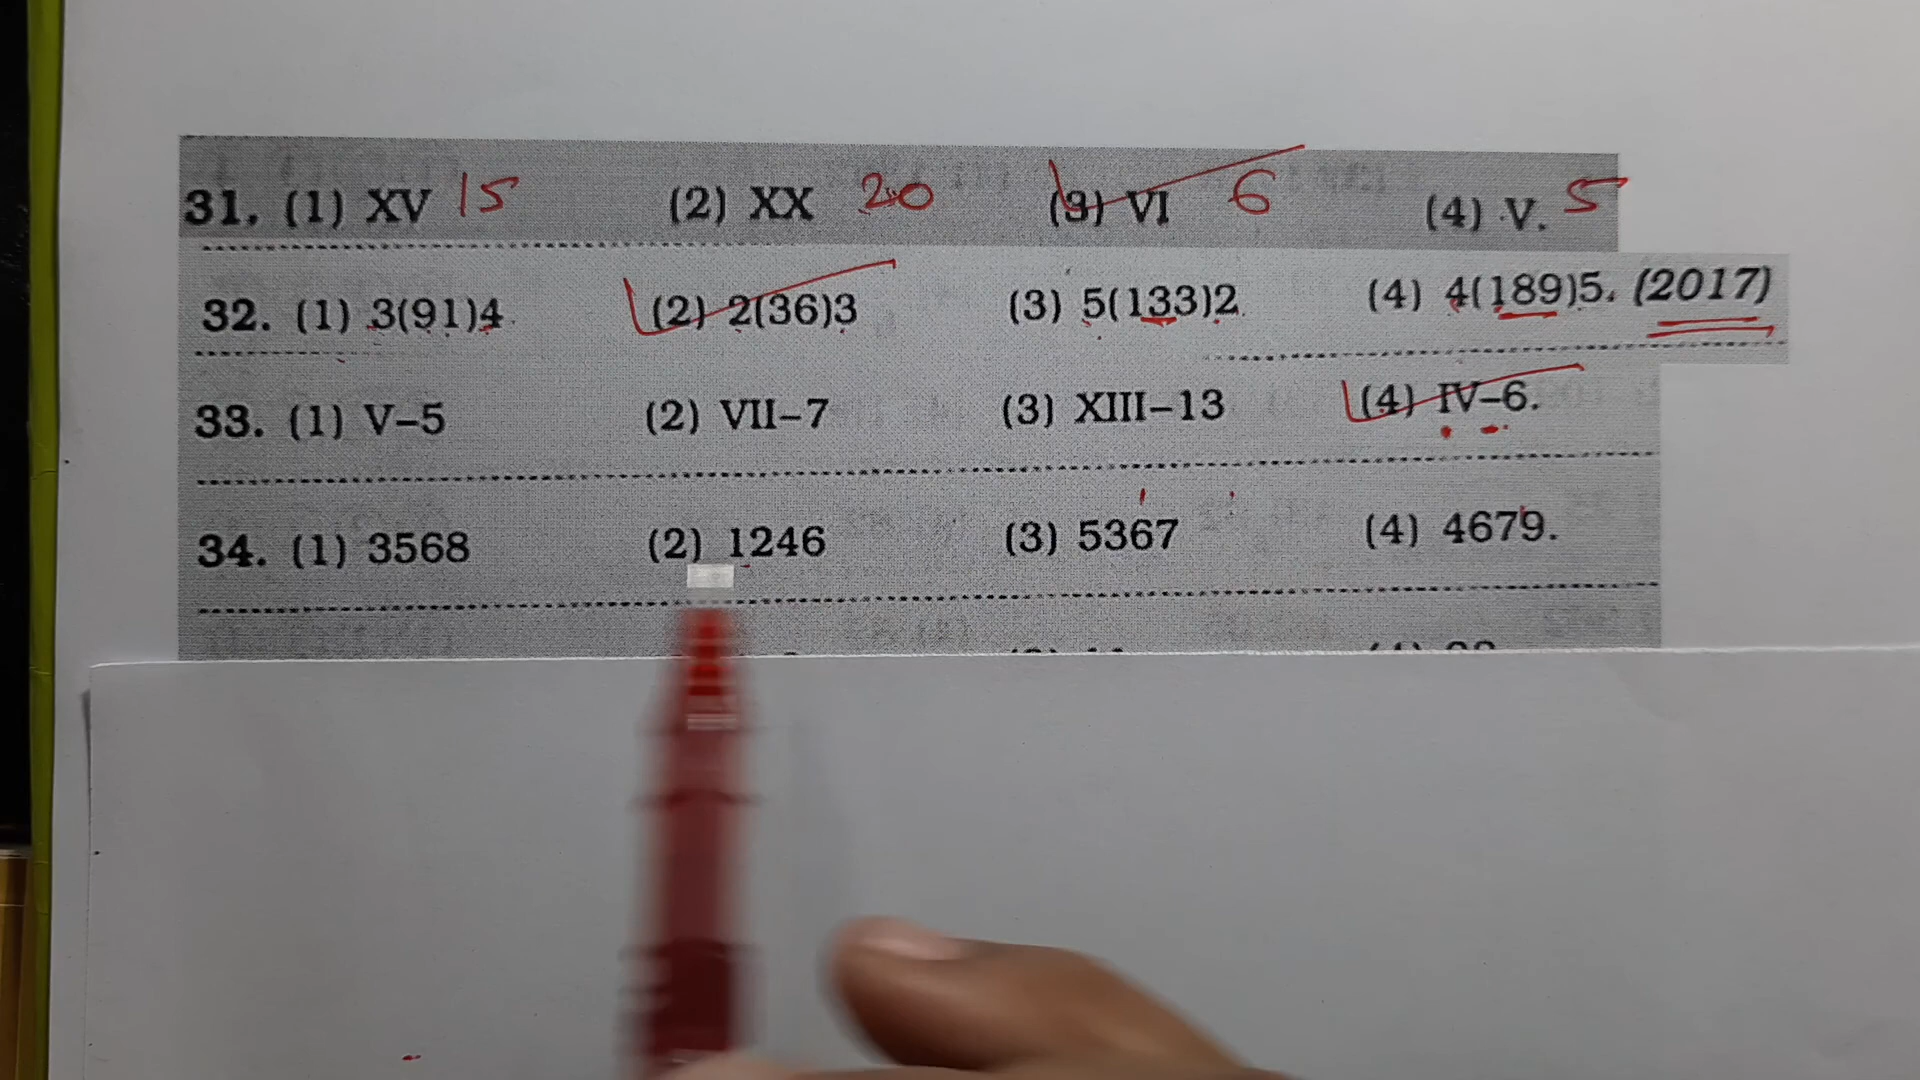 31. (1) XV 15 (2) XX 20 (3) VI 6 (4) V. 5
32. (1) 3(91)4 (2) 2(36)3 (3) 5(133)2 (4) 4(189)5. (2017)
33. (1) V–5 (2) VII–7 (3) XIII–13 (4) IV–6.
34. (1) 3568 (2) 1246 (3) 5367 (4) 4679.